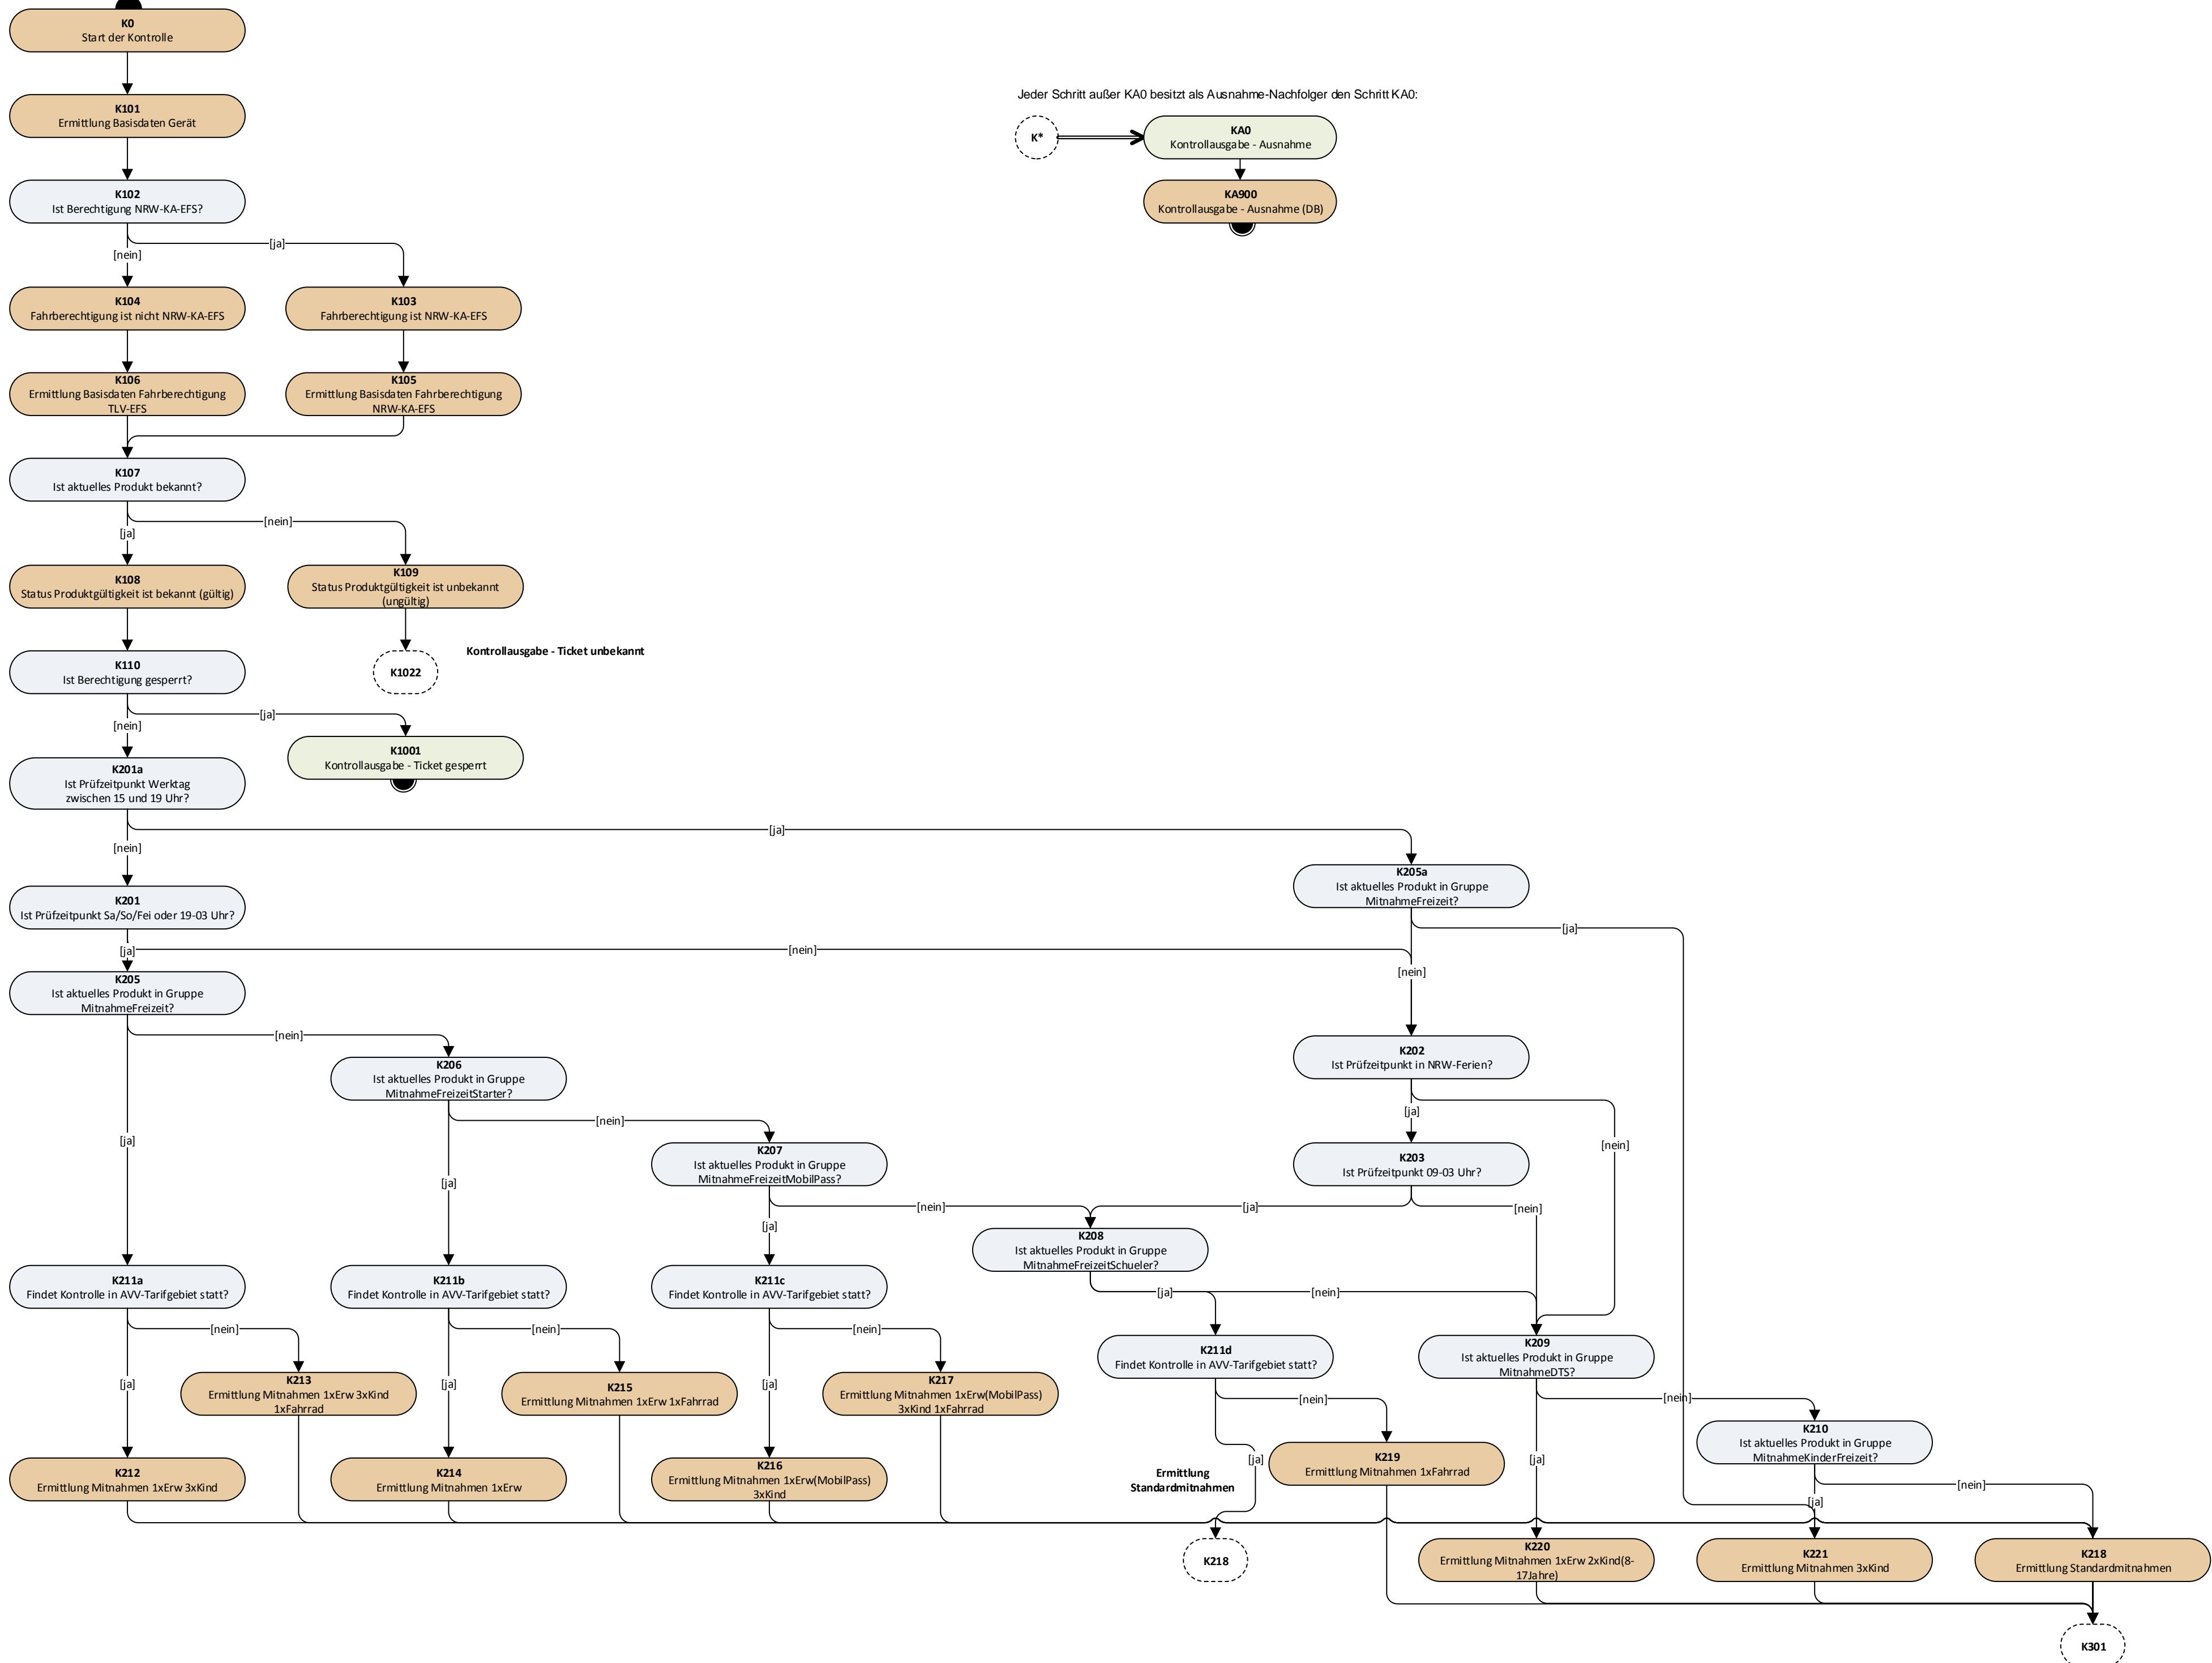 K0
Start der Kontrolle
K101
Ermittlung Basisdaten Gerät
Jeder Schritt außer KA0 besitzt als Ausnahme-Nachfolger den Schritt KA0:
K*
KA0
Kontrollausgabe - Ausnahme
KA900
Kontrollausgabe - Ausnahme (DB)
K102
Ist Berechtigung NRW-KA-EFS?
[ja]
[nein]
K104
Fahrberechtigung ist nicht NRW-KA-EFS
K103
Fahrberechtigung ist NRW-KA-EFS
K106
Ermittlung Basisdaten Fahrberechtigung
TLV-EFS
K105
Ermittlung Basisdaten Fahrberechtigung
NRW-KA-EFS
K107
Ist aktuelles Produkt bekannt?
[nein]
[ja]
K108
Status Produktgültigkeit ist bekannt (gültig)
K109
Status Produktgültigkeit ist unbekannt
(ungültig)
Kontrollausgabe - Ticket unbekannt
K1022
K110
Ist Berechtigung gesperrt?
[ja]
[nein]
K1001
Kontrollausgabe - Ticket gesperrt
K201a
Ist Prüfzeitpunkt Werktag
zwischen 15 und 19 Uhr?
[ja]
[nein]
K205a
Ist aktuelles Produkt in Gruppe
MitnahmeFreizeit?
K201
Ist Prüfzeitpunkt Sa/So/Fei oder 19-03 Uhr?
[ja]
[ja]
[nein]
[nein]
K205
Ist aktuelles Produkt in Gruppe
MitnahmeFreizeit?
[nein]
K206
Ist aktuelles Produkt in Gruppe
MitnahmeFreizeitStarter?
K202
Ist Prüfzeitpunkt in NRW-Ferien?
[ja]
[nein]
[ja]
[nein]
K207
Ist aktuelles Produkt in Gruppe
MitnahmeFreizeitMobilPass?
K203
Ist Prüfzeitpunkt 09-03 Uhr?
[ja]
[nein]
[ja]
[nein]
[ja]
K208
Ist aktuelles Produkt in Gruppe
MitnahmeFreizeitSchueler?
K211a
Findet Kontrolle in AVV-Tarifgebiet statt?
K211b
Findet Kontrolle in AVV-Tarifgebiet statt?
K211c
Findet Kontrolle in AVV-Tarifgebiet statt?
[ja]
[nein]
[nein]
[nein]
[nein]
K211d
Findet Kontrolle in AVV-Tarifgebiet statt?
K209
Ist aktuelles Produkt in Gruppe
MitnahmeDTS?
[ja]
K213
Ermittlung Mitnahmen 1xErw 3xKind
1xFahrrad
[ja]
K215
Ermittlung Mitnahmen 1xErw 1xFahrrad
[ja]
K217
Ermittlung Mitnahmen 1xErw(MobilPass)
3xKind 1xFahrrad
[nein]
[nein]
K210
Ist aktuelles Produkt in Gruppe
MitnahmeKinderFreizeit?
[ja]
[ja]
K219
Ermittlung Mitnahmen 1xFahrrad
K212
Ermittlung Mitnahmen 1xErw 3xKind
K214
Ermittlung Mitnahmen 1xErw
K216
Ermittlung Mitnahmen 1xErw(MobilPass)
3xKind
Ermittlung
Standardmitnahmen
[nein]
[ja]
K218
K220
Ermittlung Mitnahmen 1xErw 2xKind(8-
17Jahre)
K221
Ermittlung Mitnahmen 3xKind
K218
Ermittlung Standardmitnahmen
K301